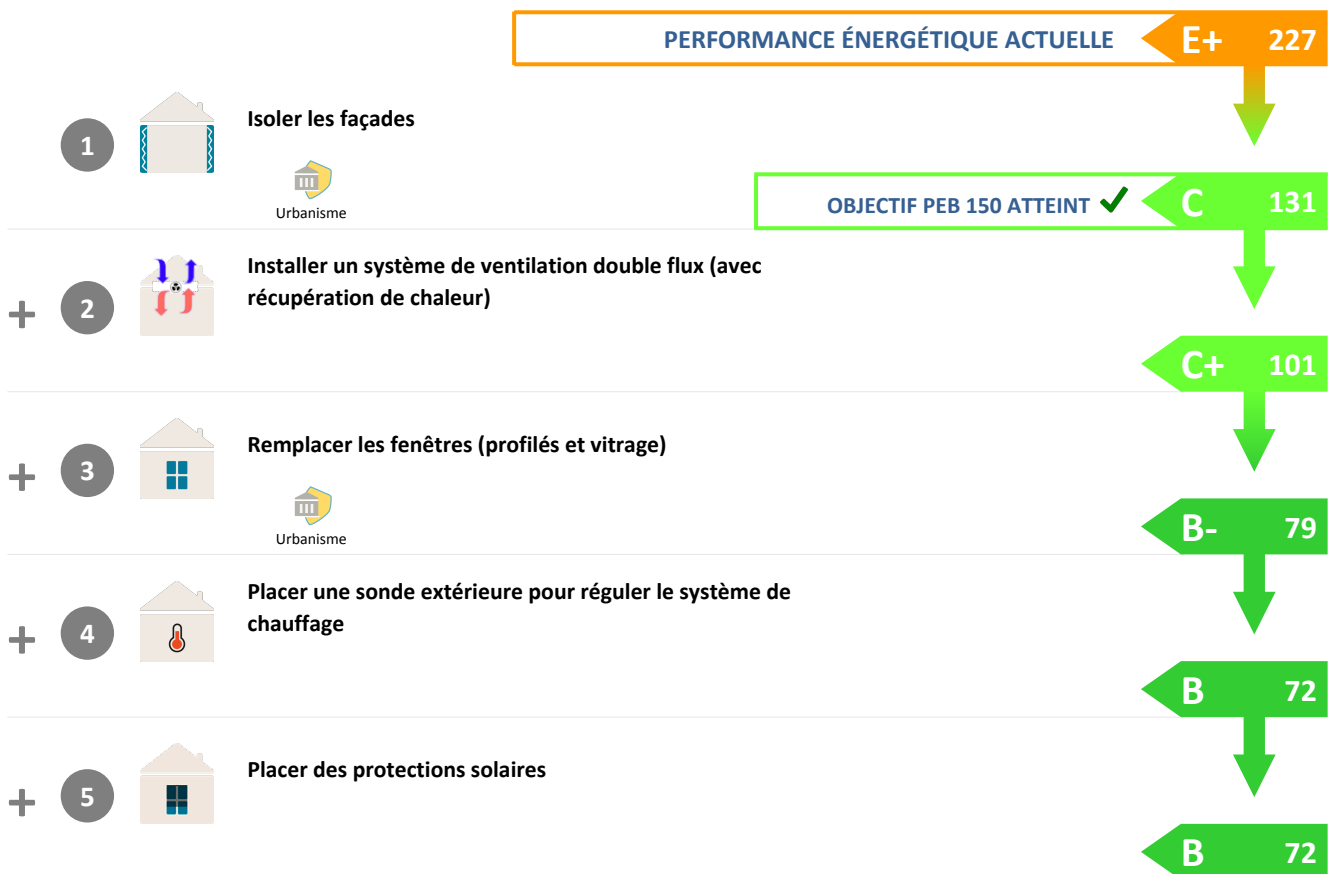 PERFORMANCE ÉNERGÉTIQUE ACTUELLE
E+ 227
1
Isoler les façades
Urbanisme
OBJECTIF PEB 150 ATTEINT ✔
C 131
+ 2
Installer un système de ventilation double flux (avec
récupération de chaleur)
C+ 101
+ 3
Remplacer les fenêtres (profilés et vitrage)
Urbanisme
B- 79
+ 4
Placer une sonde extérieure pour réguler le système de
chauffage
B 72
+ 5
Placer des protections solaires
B 72